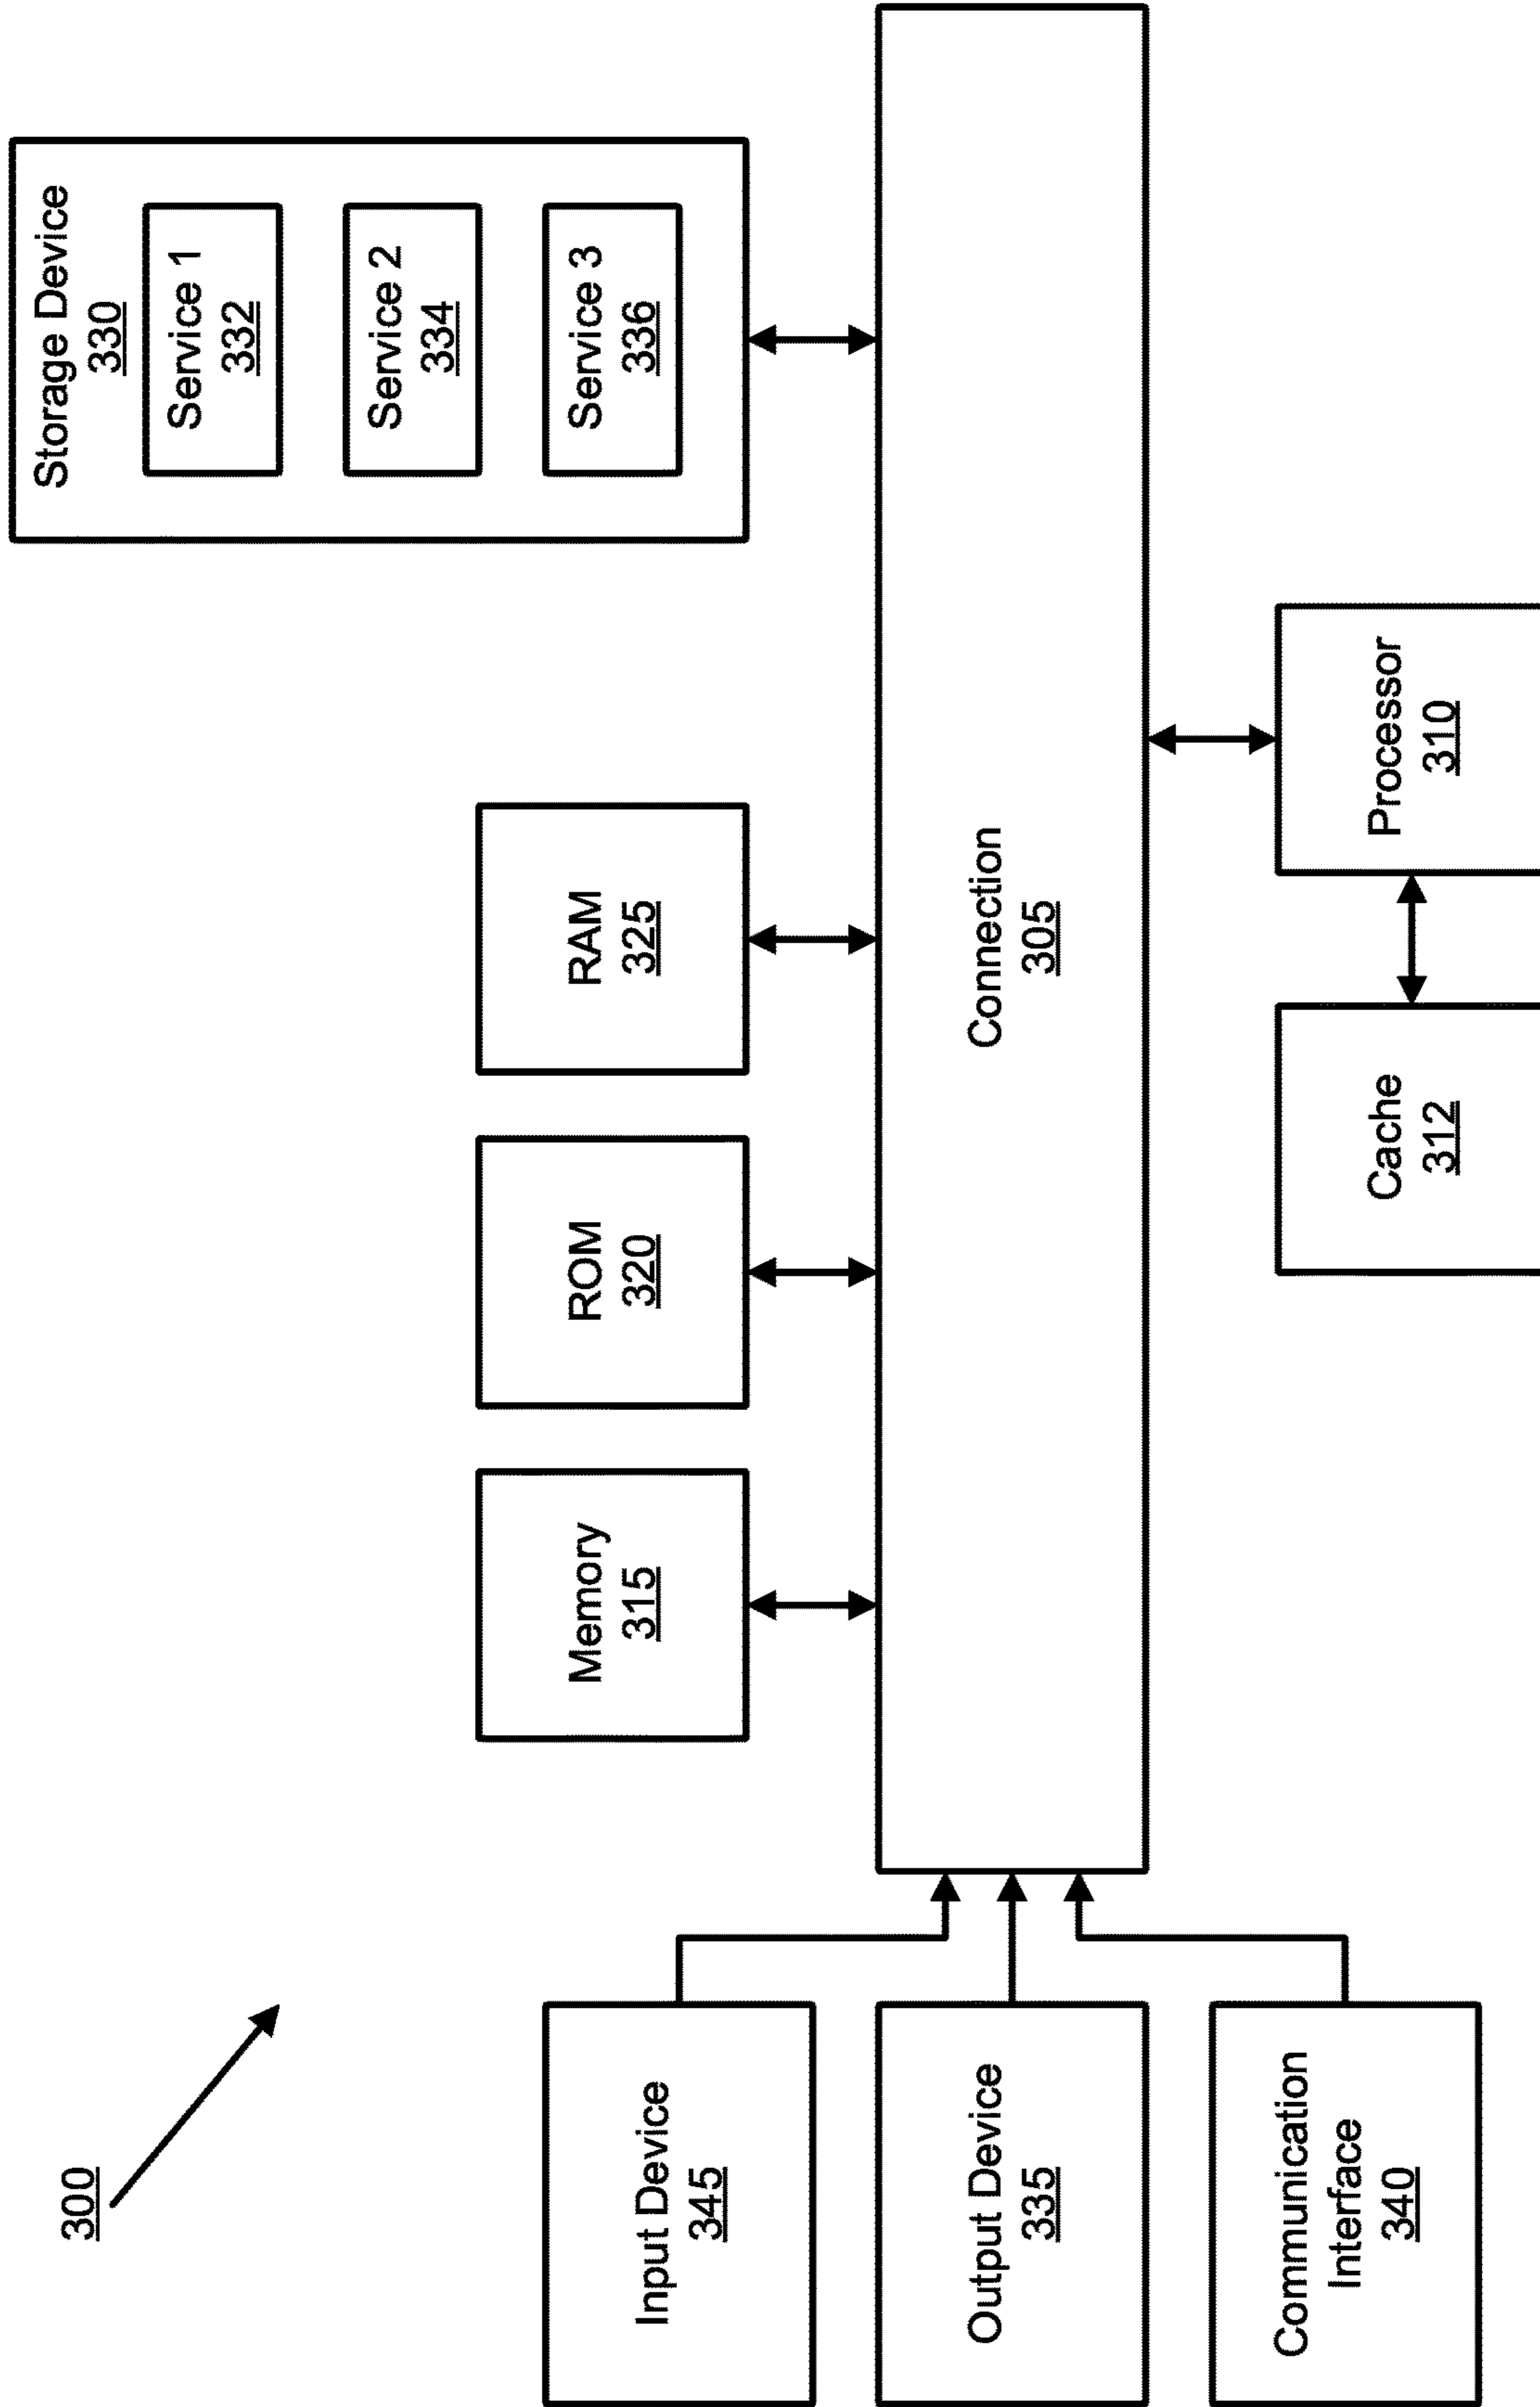 300
Storage Device
330
Service 1
332
Service 2
334
Service 3
336
Memory
315
ROM
320
RAM
325
Input Device
345
Output Device
335
Communication
Interface
340
Connection
305
Cache
312
Processor
310